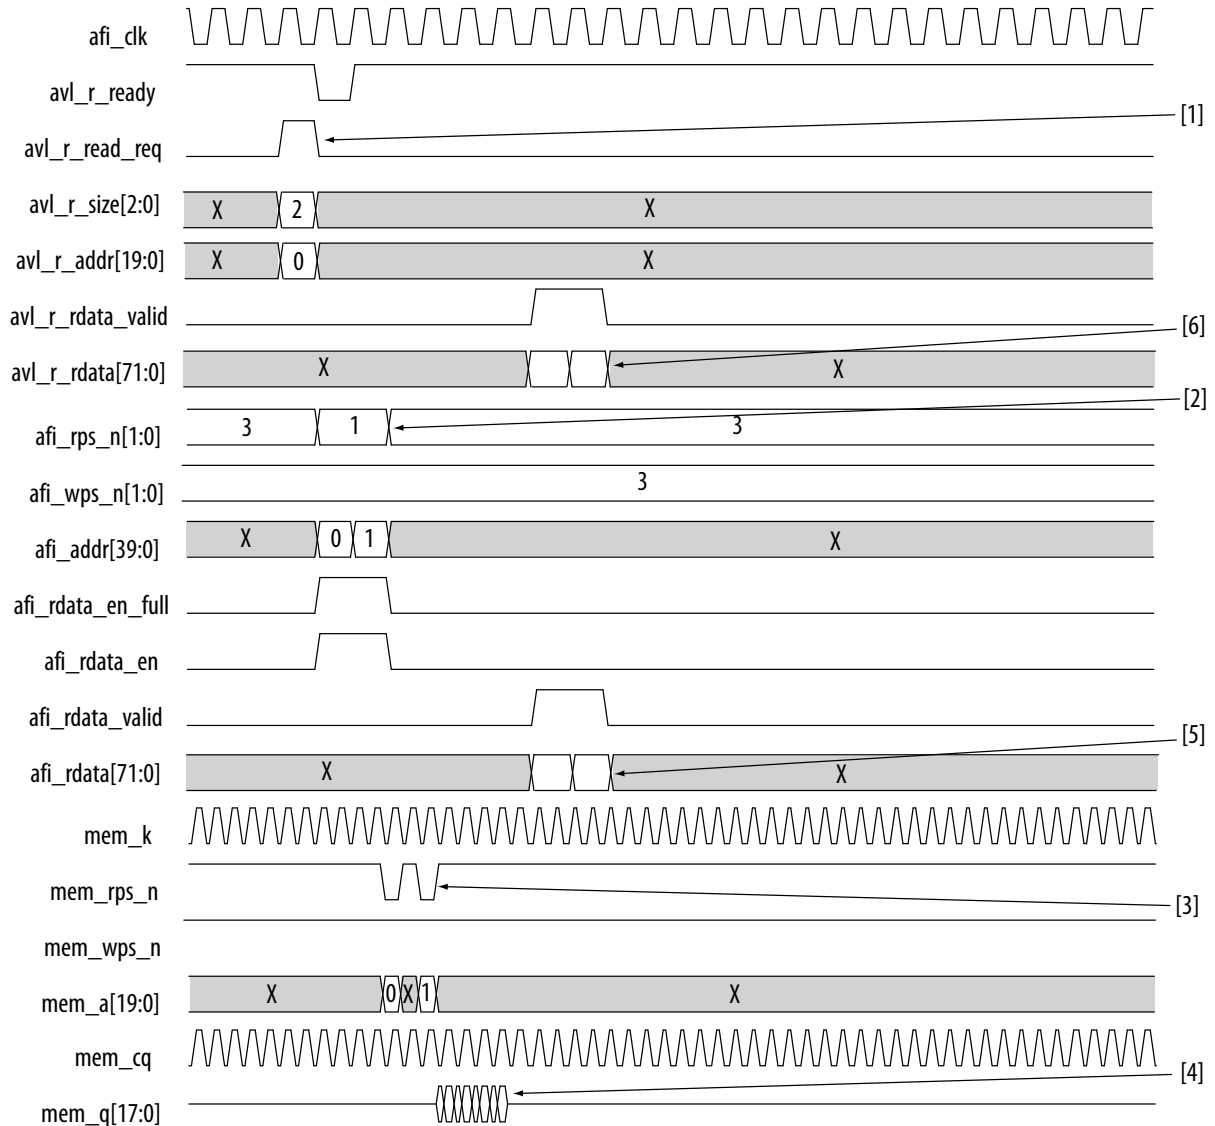 afi_clk
avl_r_ready
[1]
avl_r_read_req
avl_r_size[2:0] X 2 X
avl_r_addr[19:0] X 0 X
avl_r_rdata_valid
[6]
avl_r_rdata[71:0] X X
[2]
afi_rps_n[1:0] 3 1 3
afi_wps_n[1:0] 3
afi_addr[39:0] X 0 1 X
afi_rdata_en_full
afi_rdata_en
afi_rdata_valid
[5]
afi_rdata[71:0] X X
mem_k
mem_rps_n
[3]
mem_wps_n
mem_a[19:0] X 0 X 1 X
mem_cq
[4]
mem_q[17:0]